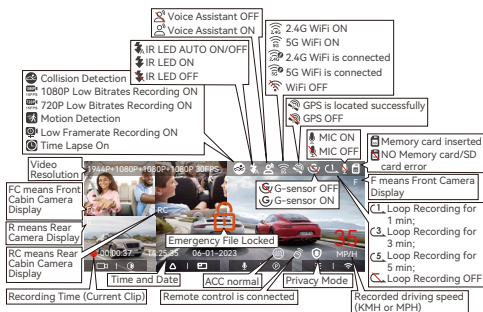 Voice Assistant OFF
Voice Assistant ON
IR LED AUTO ON/OFF
IR LED ON
IR LED OFF
2.4G WiFi ON
5G WiFi ON
2.4G WiFi is connected
5G WiFi is connected
WiFi OFF
Collision Detection
1080P Low Bitrates Recording ON
720P Low Bitrates Recording ON
Motion Detection
Low Framerate Recording ON
Time Lapse On
GPS is located successfully
GPS OFF
MIC ON
MIC OFF
Memory card inserted
NO Memory card/SD
card error
Video
Resolution
1944P+1080P+1080P+1080P 30FPS
F
F means Front Camera
Display
FC means Front
Cabin Camera
Display
G-sensor OFF
G-sensor ON
RC
R means Rear
Camera Display
RC means Rear
Cabin Camera
Display
Loop Recording for
1 min;
Loop Recording for
3 min;
Loop Recording for
5 min;
Loop Recording OFF
Emergency File Locked
35
MP/H
00:00:37
14:25:35
06-01-2023
Time and Date
ACC normal
Privacy Mode
Recording Time (Current Clip)
Remote control is connected
Recorded driving speed
(KMH or MPH)